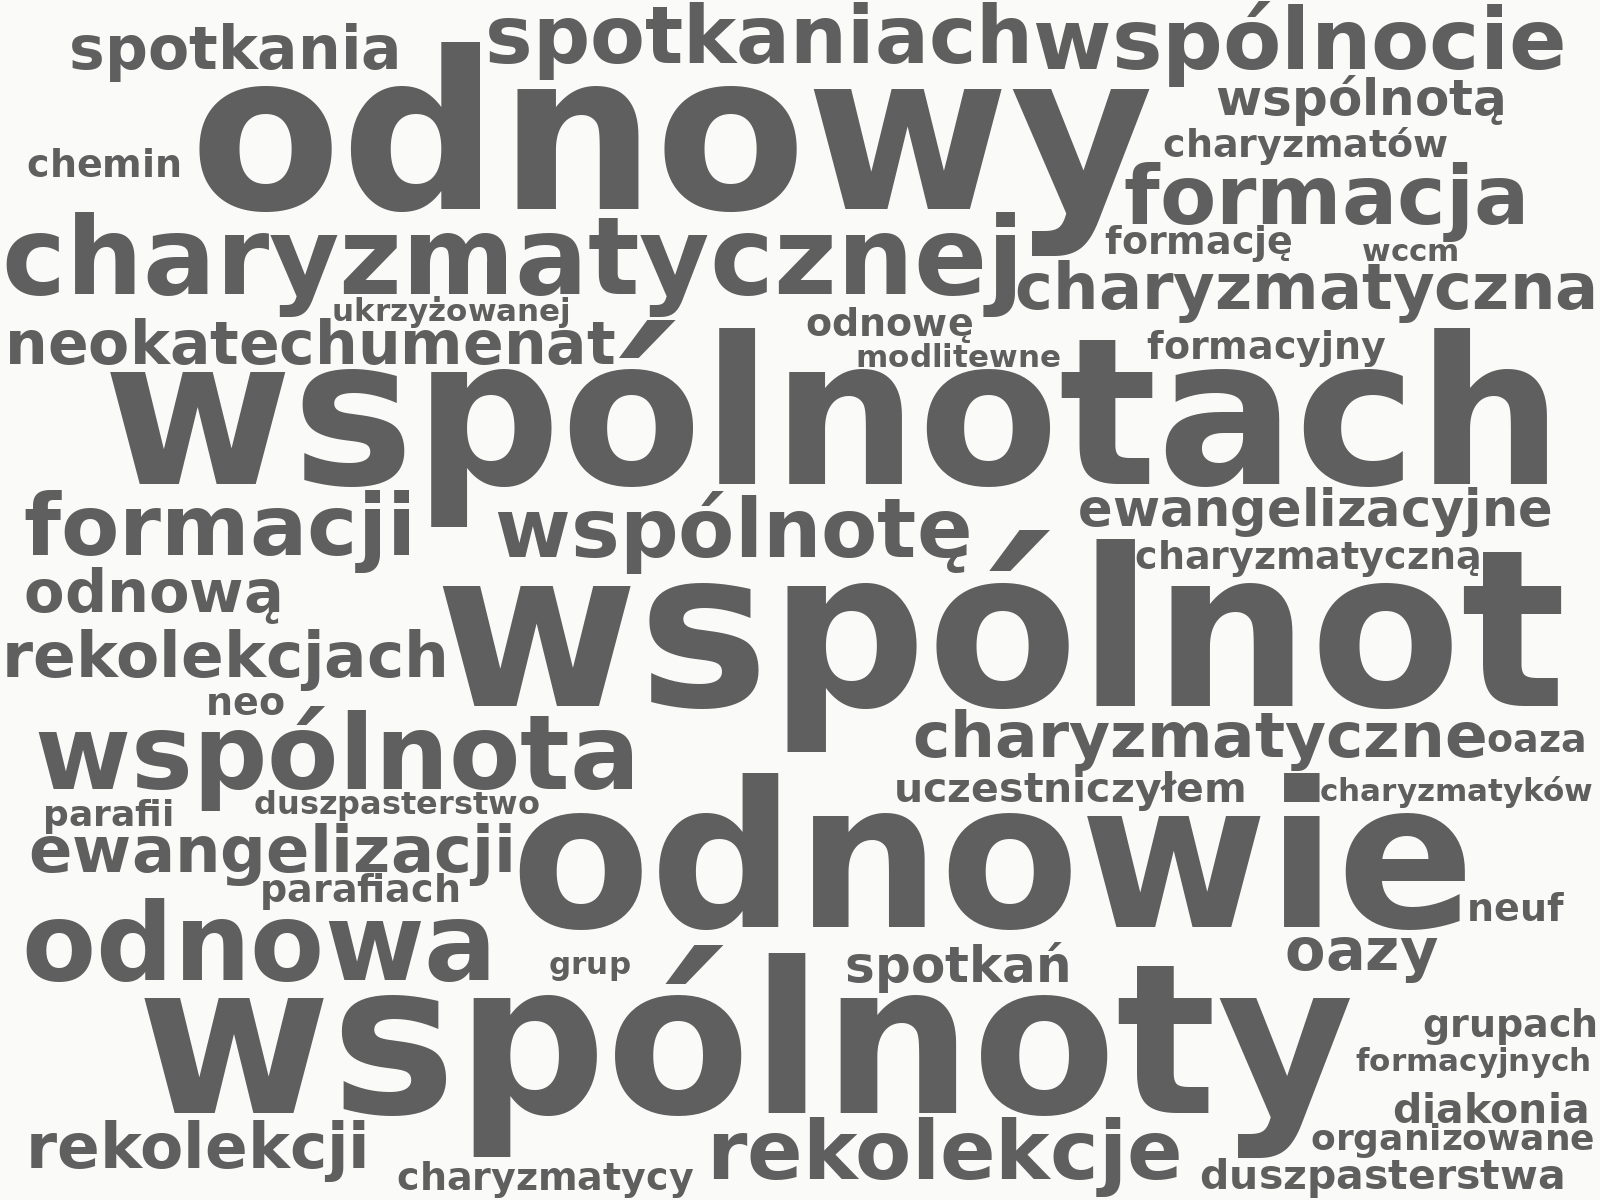 spotkania
spotkaniach
wspólnocie
odnowy
wspólnotą
charyzmatów
chemin
formacja
charyzmatycznej
formację
wccm
charyzmatyczna
ukrzyżowanej
neokatechumenat
odnowę
modlitewne
formacyjny
wspólnotach
formacji
wspólnotę
ewangelizacyjne
charyzmatyczną
odnową
wspólnot
rekolekcjach
neo
wspólnota
charyzmatyczne
oaza
uczestniczyłem
charyzmatyków
parafii
duszpasterstwo
ewangelizacji
odnowie
parafiach
neuf
odnowa
grup
spotkań
oazy
wspólnoty
grupach
formacyjnych
diakonia
organizowane
rekolekcji
rekolekcje
charyzmatycy
duszpasterstwa